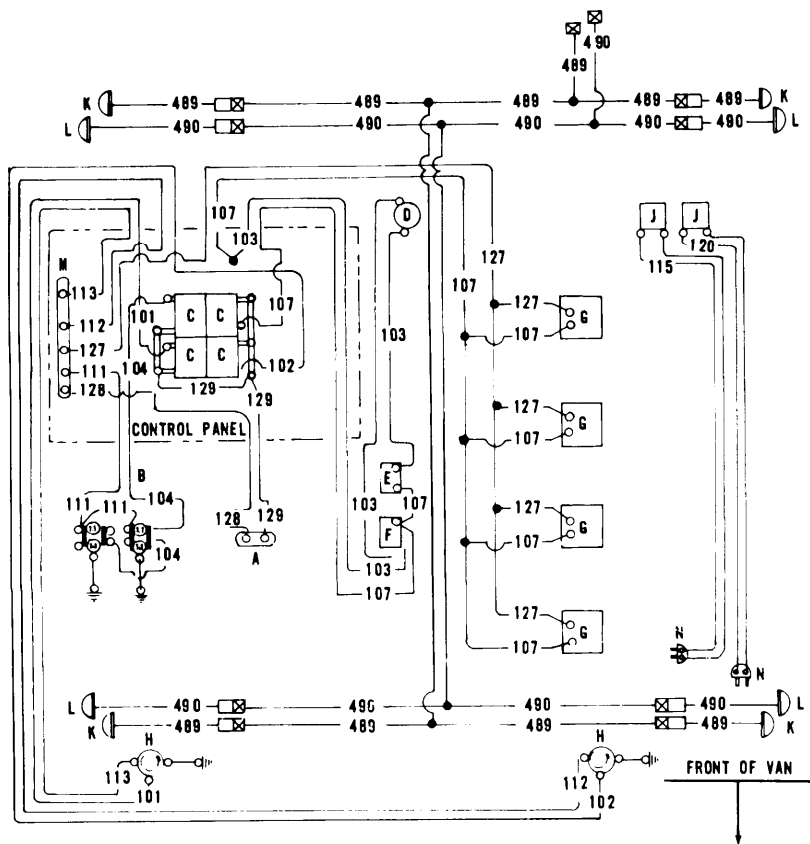 490
489
K 489 489 489 489 K
L 490 490 490 490 L
107
103
D
J J
120
115
M
127
113
101
C C
107
107
127
107
G
112
103
127
104
C C
102
111
129
128
129
127
G
107
CONTROL PANEL
B
E
111 111 104
103
107
127
G
128 129
F
107
104
A
103
107
127
G
107
N
N
L 490 490 490 490 L
K 489 489 489 489 K
H
H
113
101
112
102
FRONT OF VAN